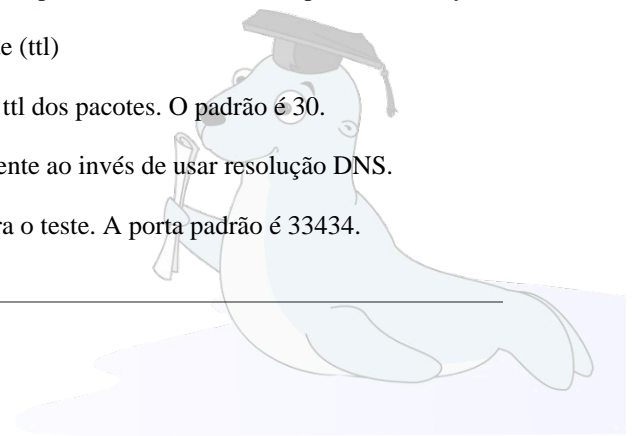 e (ttl)
ttl dos pacotes. O padrão é 30.
ente ao invés de usar resolução DNS.
ra o teste. A porta padrão é 33434.